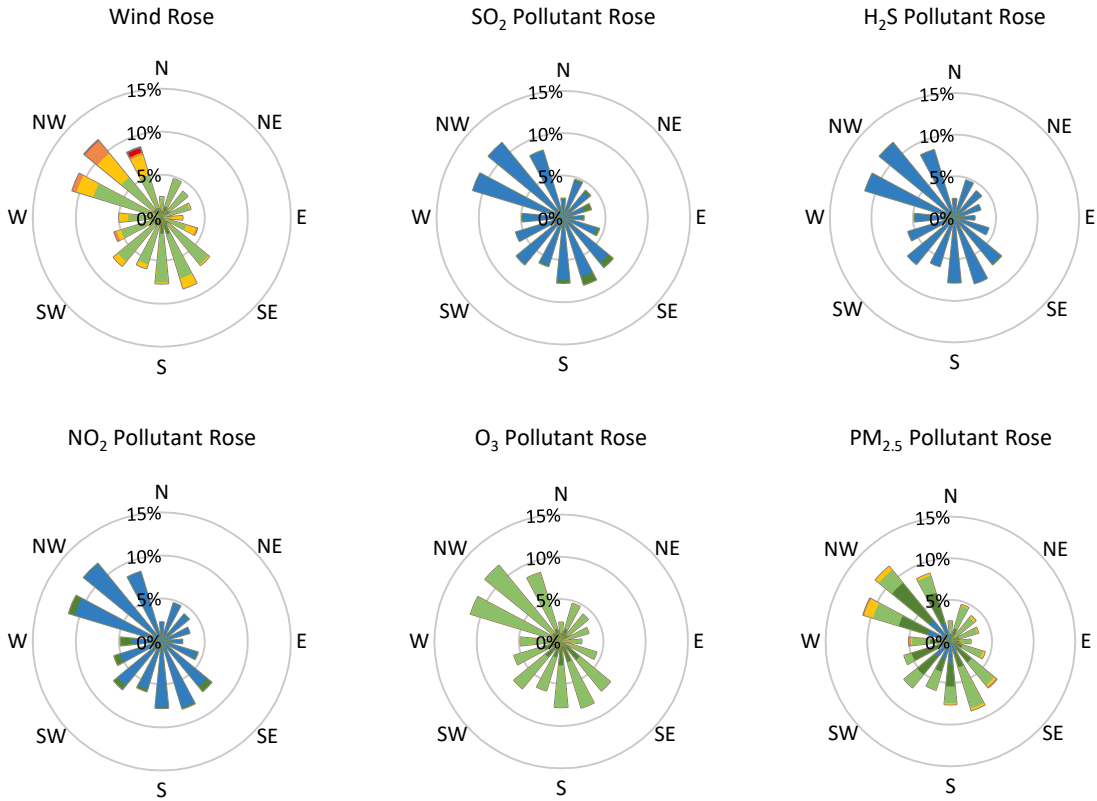 Wind Rose
N
15%
NW
NE
10%
5%
W
0%
E
SW
SE
S
SO₂ Pollutant Rose
N
15%
NW
NE
10%
5%
W
0%
E
SW
SE
S
H₂S Pollutant Rose
N
15%
NW
NE
10%
5%
W
0%
E
SW
SE
S
NO₂ Pollutant Rose
N
15%
NW
NE
10%
5%
W
0%
E
SW
SE
S
O₃ Pollutant Rose
N
15%
NW
NE
10%
5%
W
0%
E
SW
SE
S
PM₂.₅ Pollutant Rose
N
15%
NW
NE
10%
5%
W
0%
E
SW
SE
S